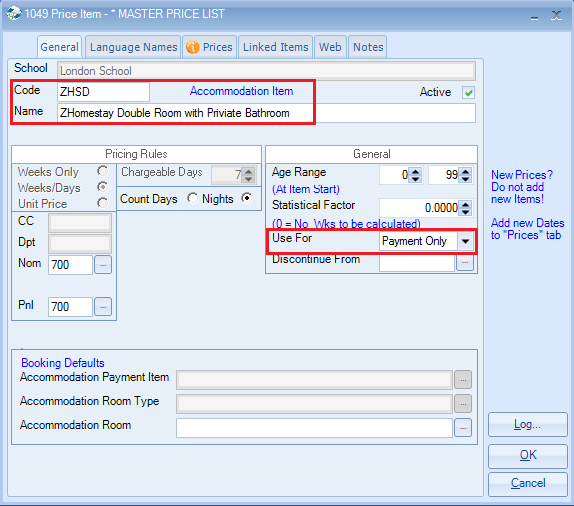 1049 Price Item - * MASTER PRICE LIST
General Language Names Prices Linked Items Web Notes
School London School
Code ZHSD Accommodation Item Active
Name ZHomestay Double Room with Priviate Bathroom
Pricing Rules
Weeks Only
Weeks/Days
Unit Price
Chargeable Days 7
Count Days Nights
CC
Dpt
Nom 700 ...
Pnl 700 ...
General
Age Range 0 99
(At Item Start)
Statistical Factor 0.0000
(0 = No Wks to be calculated)
Use For Payment Only
Discontinue From ...
New Prices?
Do not add
new Items!
Add new Dates
to "Prices" tab
Booking Defaults
Accommodation Payment Item ...
Accommodation Room Type ...
Accommodation Room ...
Log...
OK
Cancel